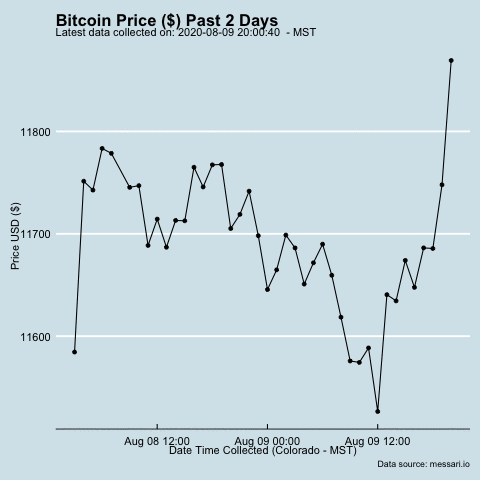 Bitcoin Price ($) Past 2 Days
Latest data collected on: 2020-08-09 20:00:40  - MST
11800
11700
11600
Price USD ($)
Aug 08 12:00
Aug 09 00:00
Aug 09 12:00
Date Time Collected (Colorado - MST)
Data source: messari.io